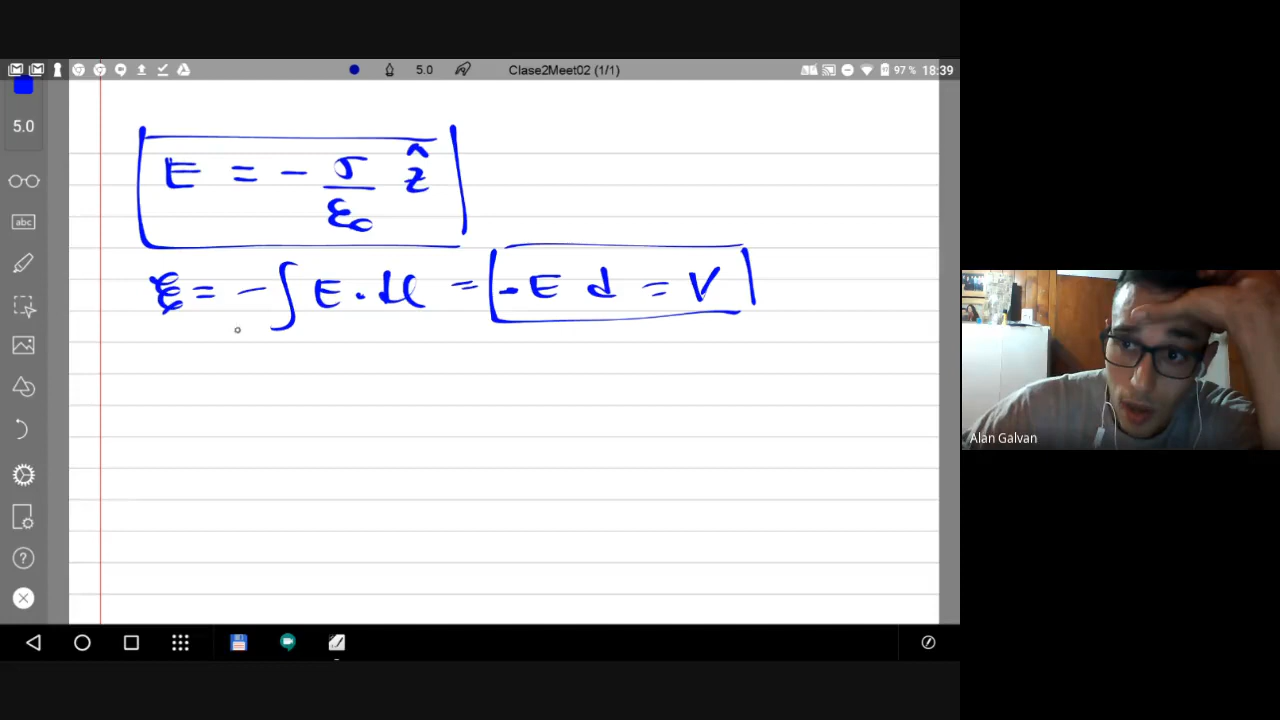 5.0 Clase2Meet02 (1/1) 97 % 18:39
5.0
abc
E = - σ/ε₀ ẑ
ξ = - ∫ E · dl = -E d = V
Alan Galvan